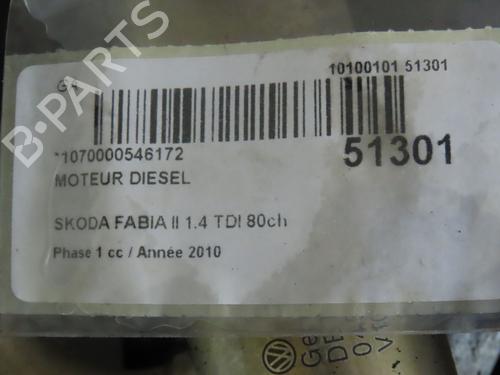 10100101 51301
*1070000546172
51301
MOTEUR DIESEL
SKODA FABIA II 1.4 TDI 80ch
Phase 1 cc / Année 2010
B-PARTS